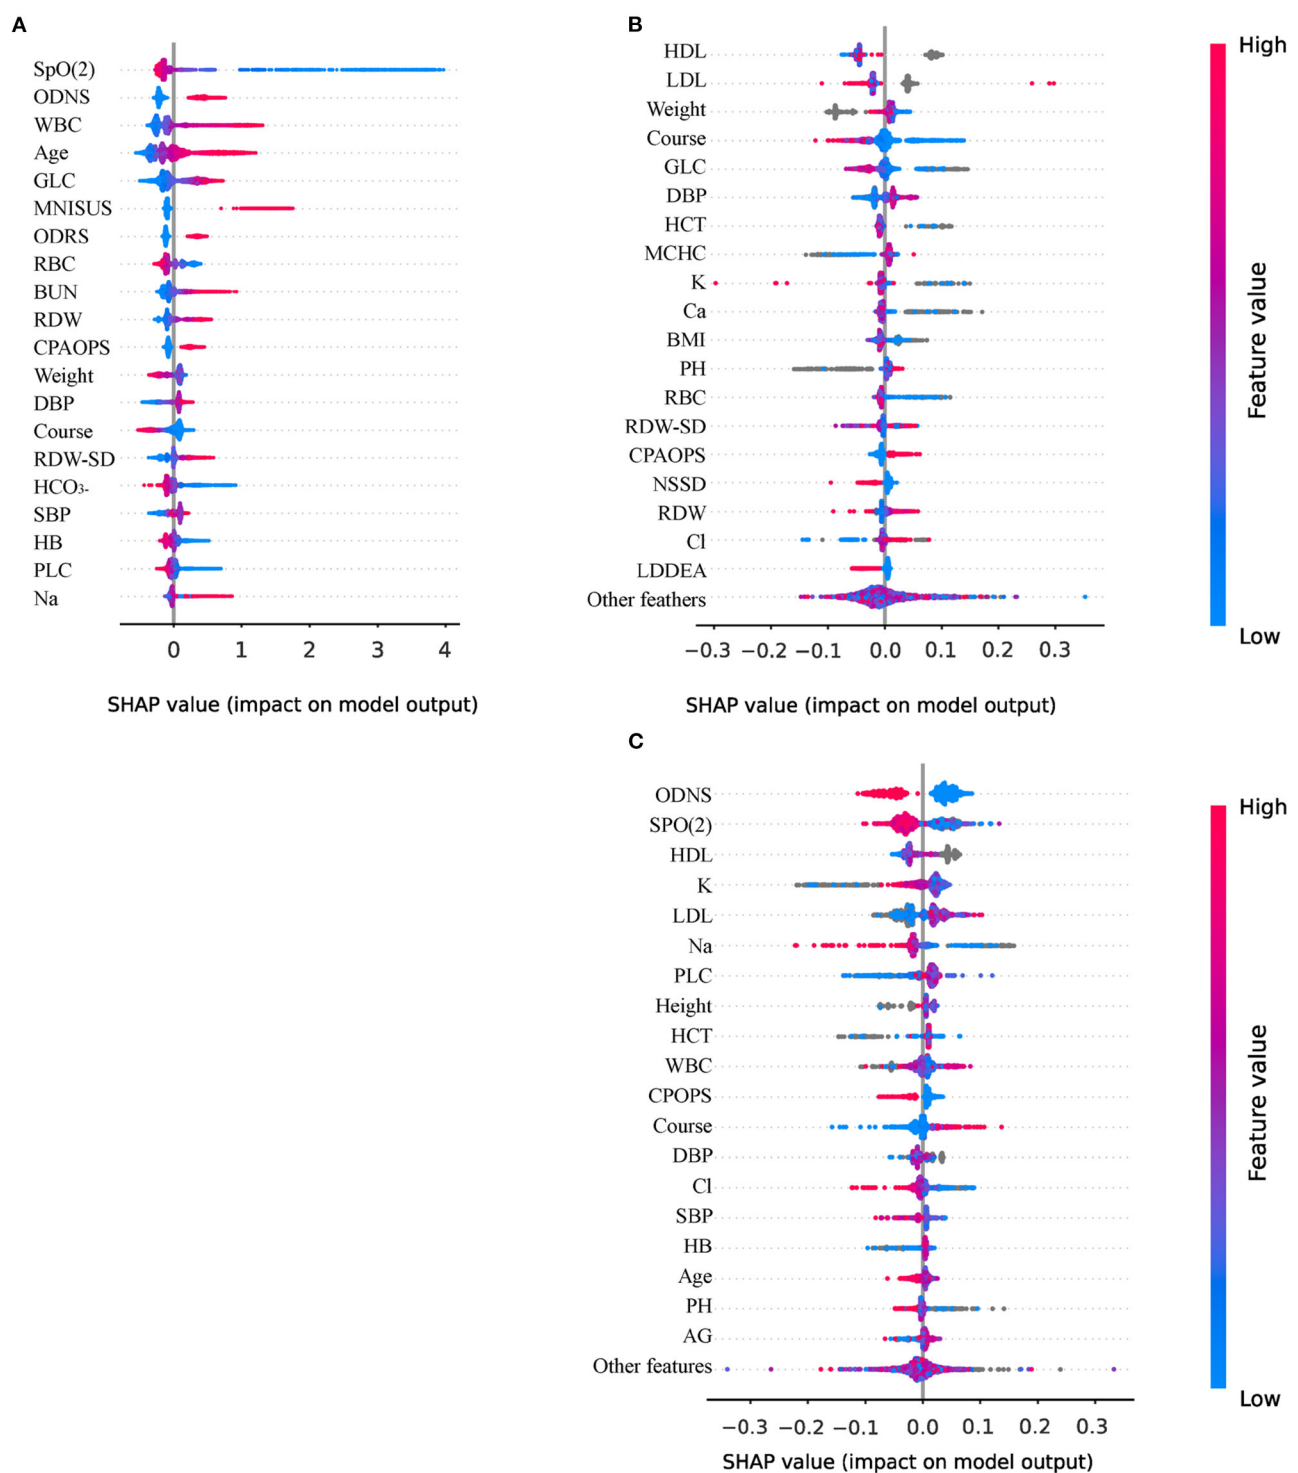 A
SpO(2)
ODNS
WBC
Age
GLC
MNISUS
ODRS
RBC
BUN
RDW
CPAOPS
Weight
DBP
Course
RDW-SD
HCO3-
SBP
HB
PLC
Na
0 1 2 3 4
SHAP value (impact on model output)
B
HDL
LDL
Weight
Course
GLC
DBP
HCT
MCHC
K
Ca
BMI
PH
RBC
RDW-SD
CPAOPS
NSSD
RDW
Cl
LDDEA
Other feathers
−0.3 −0.2 −0.1 0.0 0.1 0.2 0.3
SHAP value (impact on model output)
High
Feature value
Low
C
ODNS
SPO(2)
HDL
K
LDL
Na
PLC
Height
HCT
WBC
CPOPS
Course
DBP
Cl
SBP
HB
Age
PH
AG
Other features
−0.3 −0.2 −0.1 0.0 0.1 0.2 0.3
SHAP value (impact on model output)
High
Feature value
Low